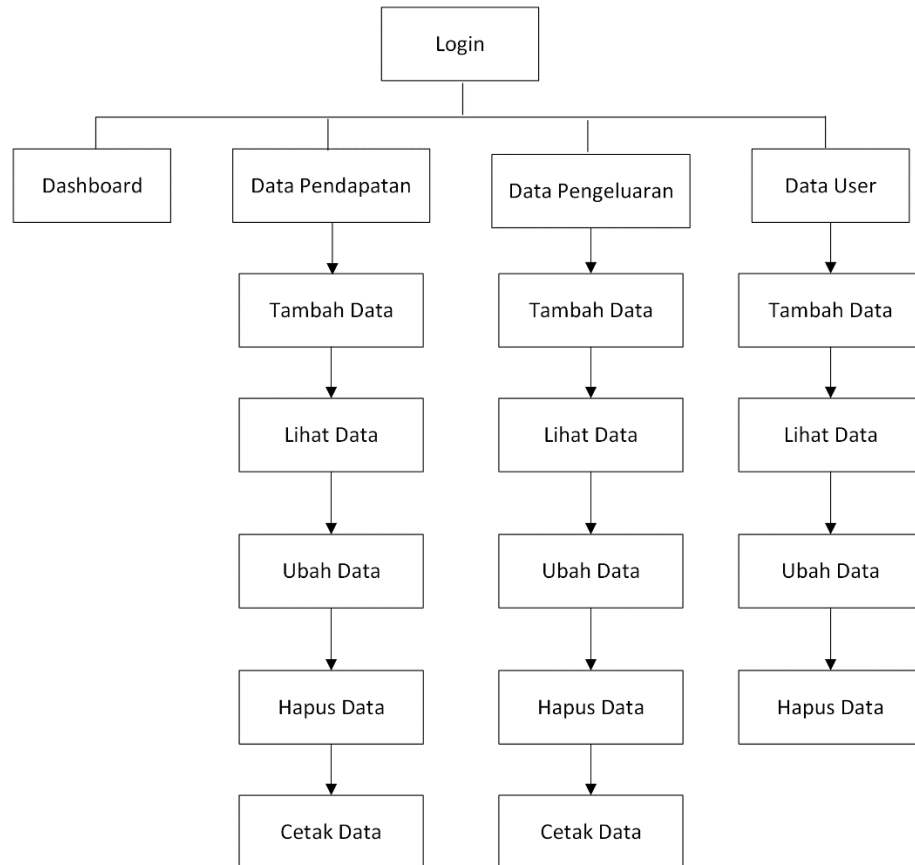 Login
Dashboard
Data Pendapatan
Data Pengeluaran
Data User
Tambah Data
Tambah Data
Tambah Data
Lihat Data
Lihat Data
Lihat Data
Ubah Data
Ubah Data
Ubah Data
Hapus Data
Hapus Data
Hapus Data
Cetak Data
Cetak Data